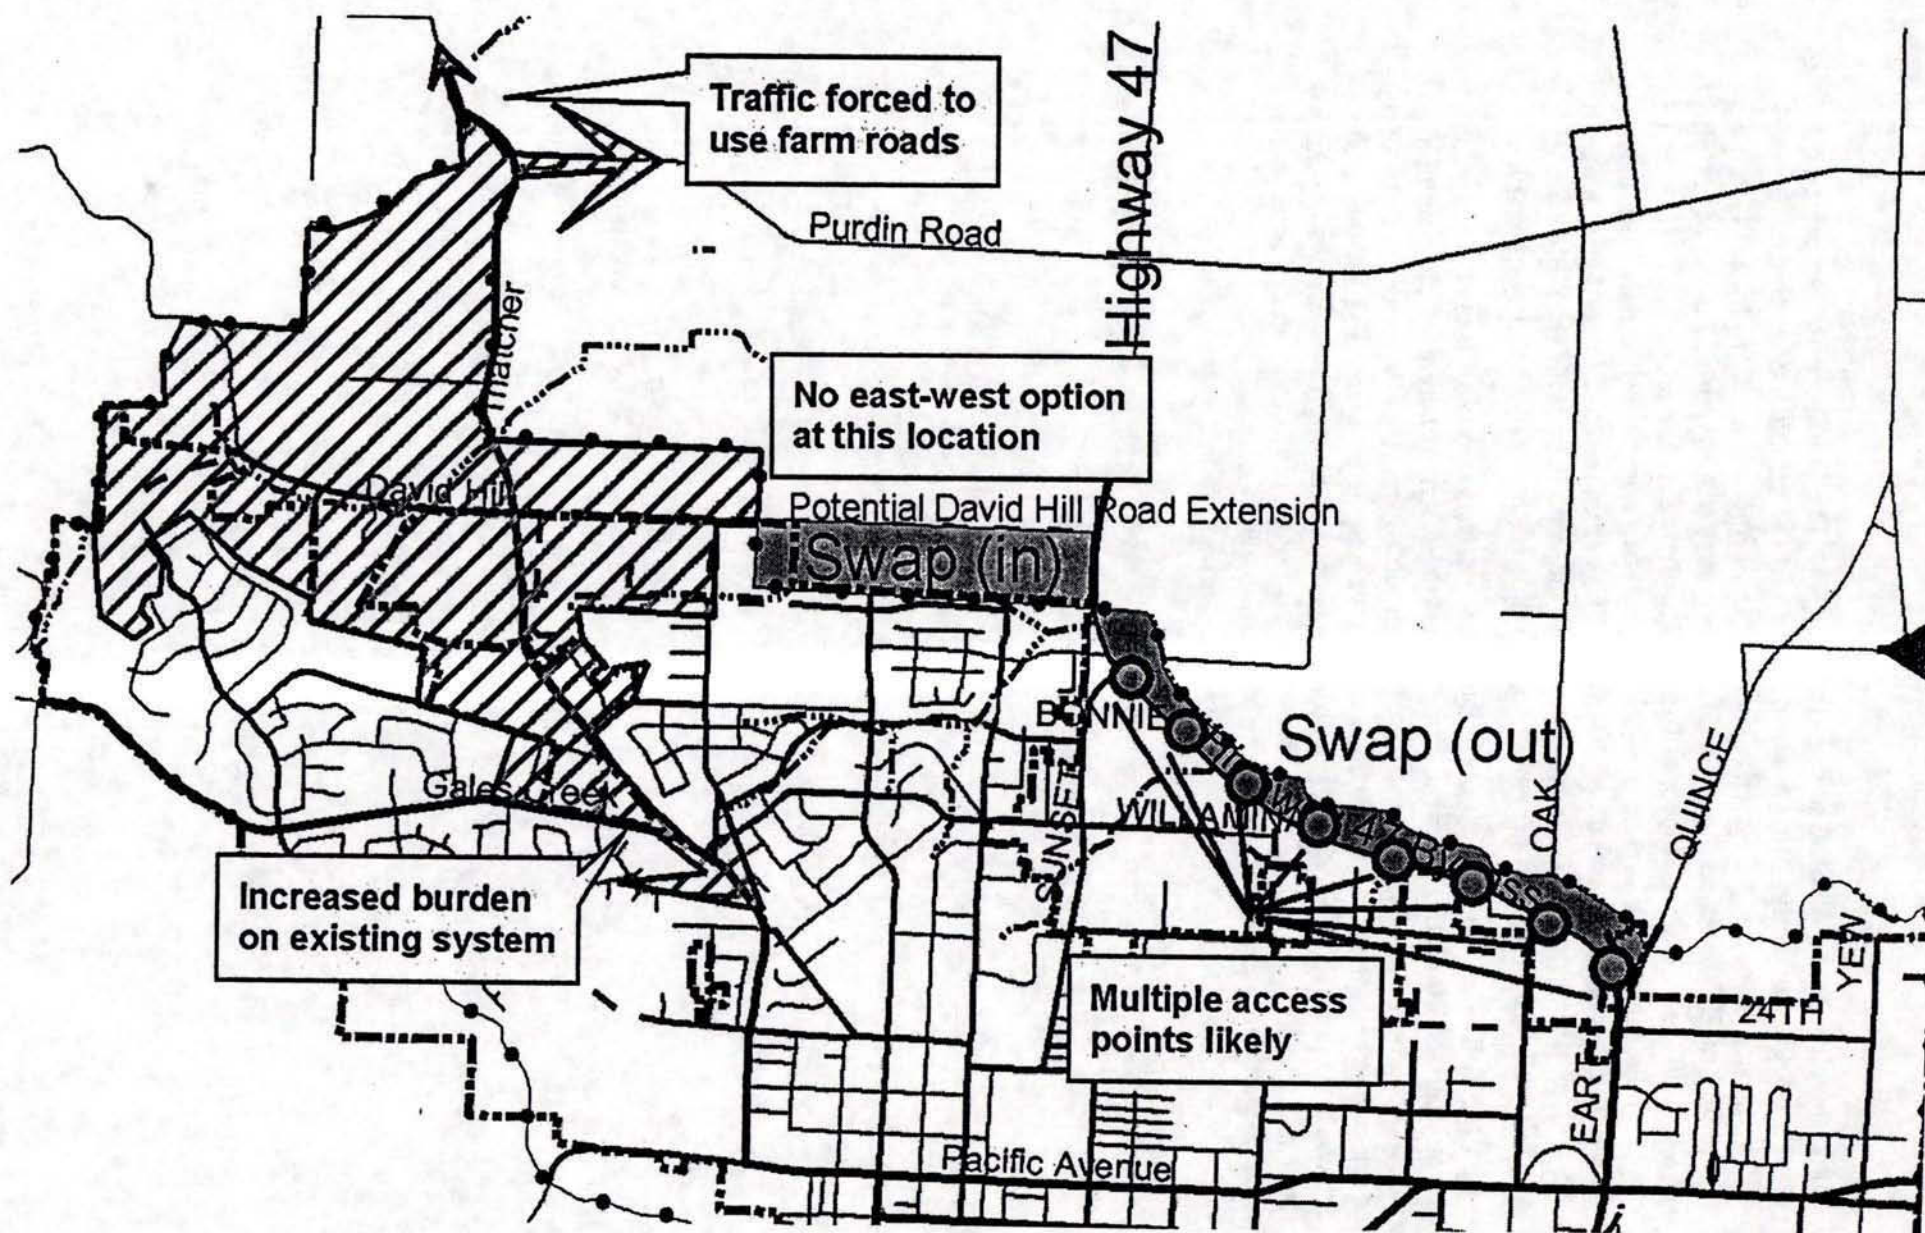 Traffic forced to
use farm roads
Highway 47
Purdin Road
Thatcher
No east-west option
at this location
David Hill
Potential David Hill Road Extension
Swap (in)
BONNIE
Swap (out)
SUNSET
WILLAMINA
OAK
QUINCE
Gales Creek
Increased burden
on existing system
Multiple access
points likely
YEW
24TH
Pacific Avenue